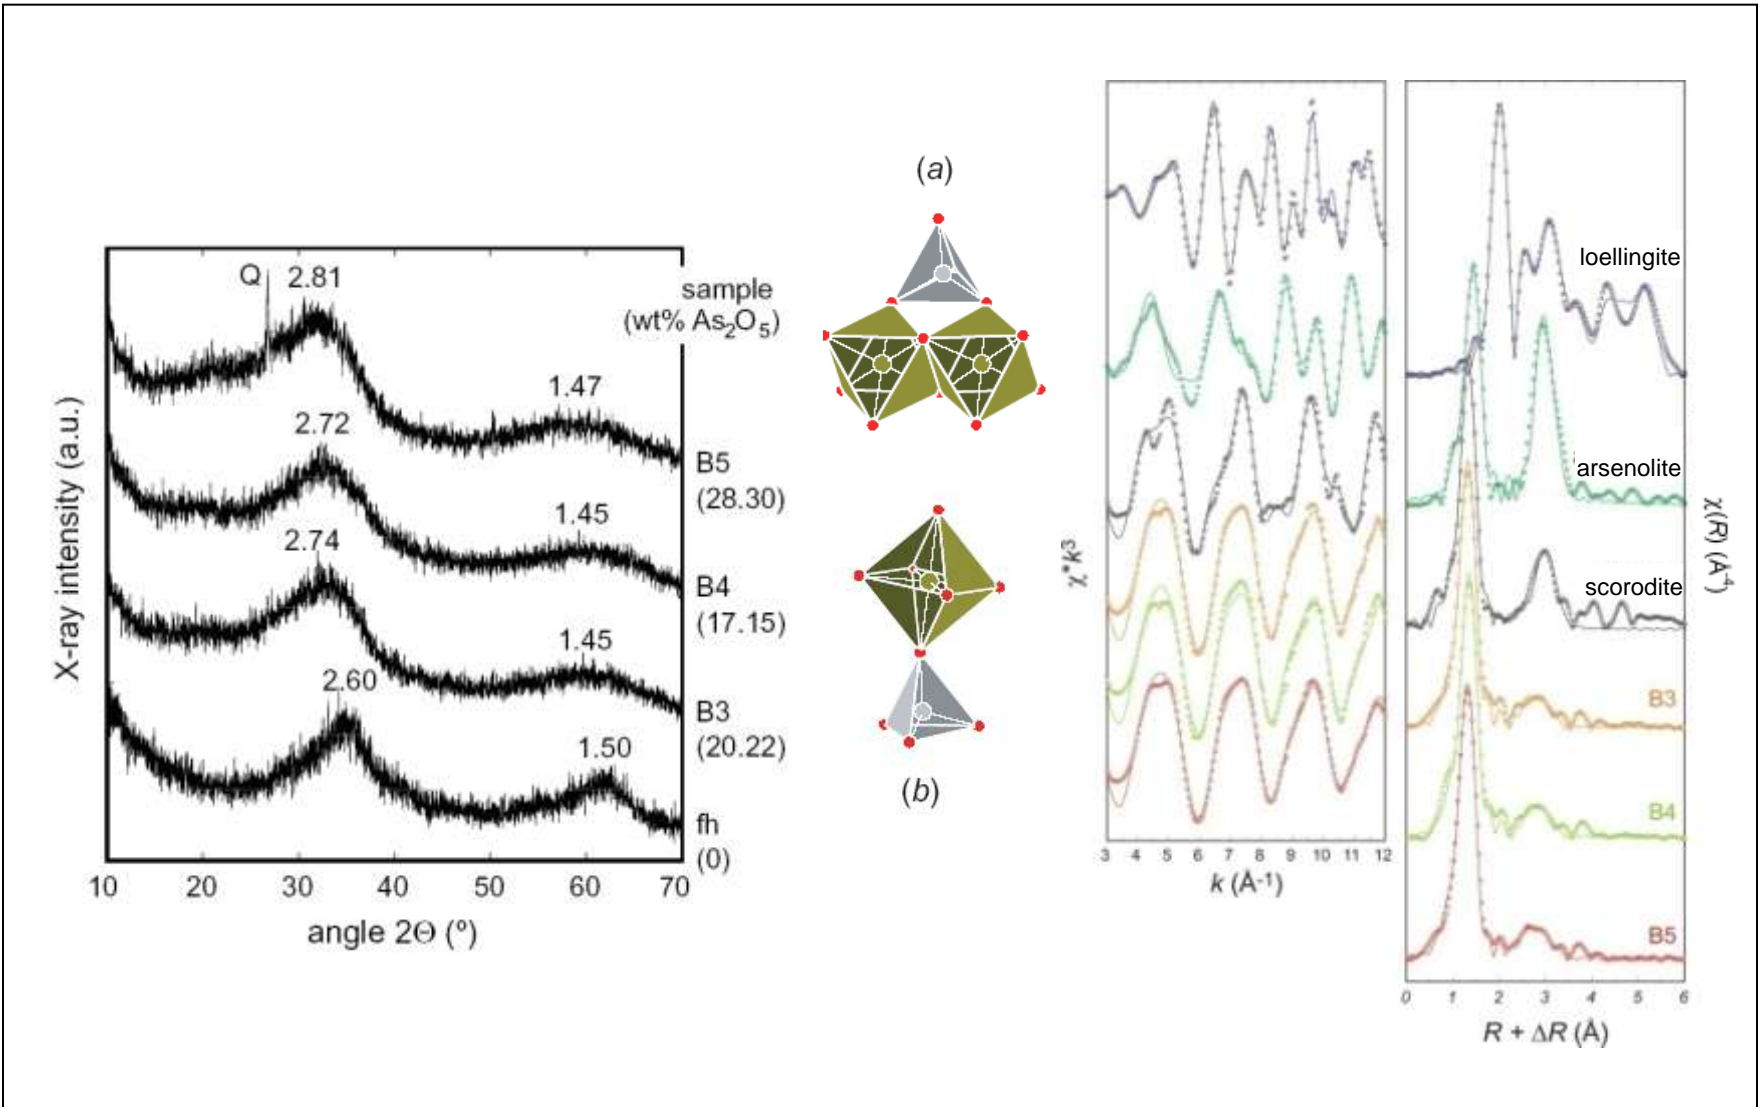 X-ray intensity (a.u.)
Q
2.81
1.47
2.72
1.45
2.74
1.45
2.60
1.50
sample
(wt% As2O5)
B5
(28.30)
B4
(17.15)
B3
(20.22)
fh
(0)
10 20 30 40 50 60 70
angle 2Θ (º)
(a)
(b)
χ*k³
3 4 5 6 7 8 9 10 11 12
k (Å-1)
loellingite
arsenolite
scorodite
B3
B4
B5
χ(R) (Å⁴)
0 1 2 3 4 5 6
R + ΔR (Å)